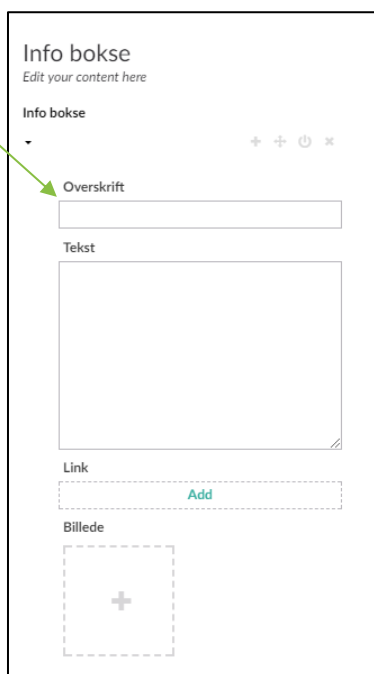 Info bokse
Edit your content here
Info bokse
Overskrift
Tekst
Link
Add
Billede